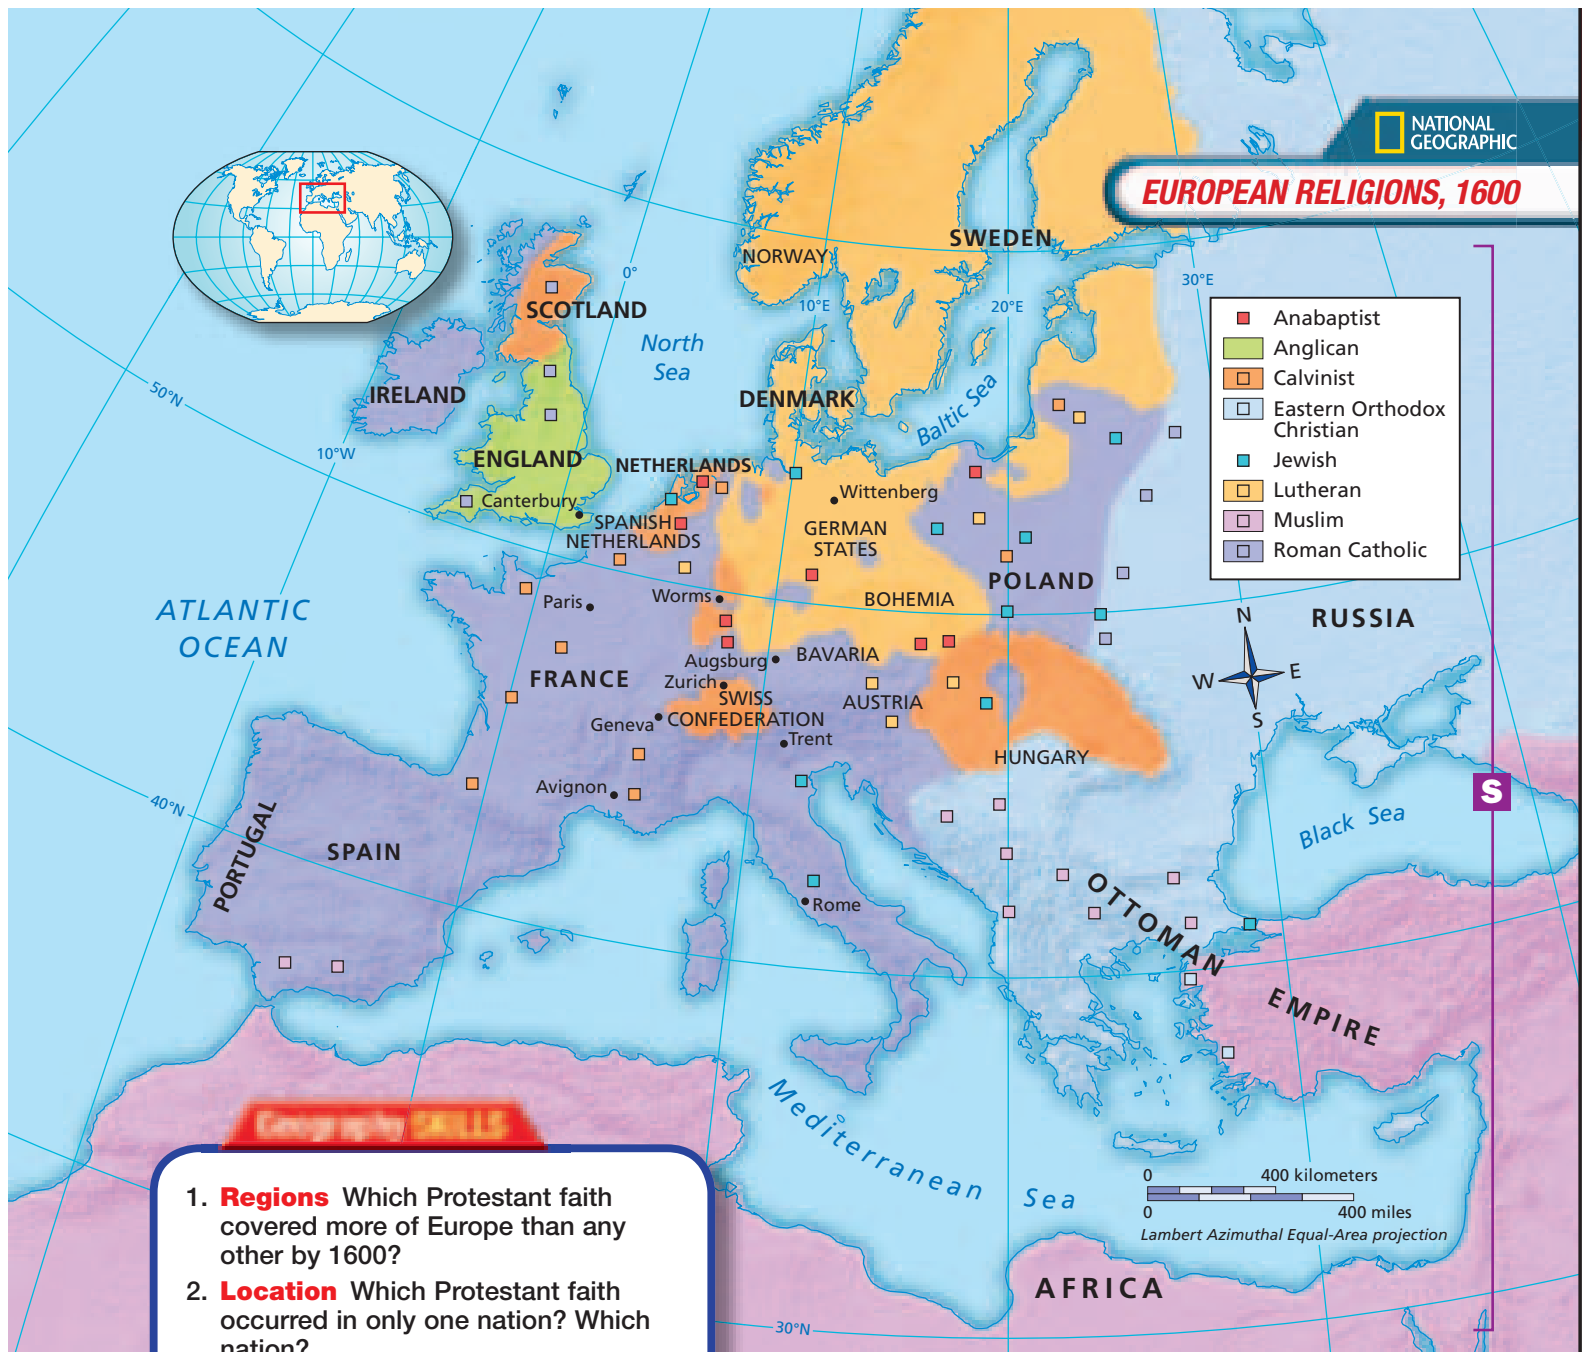 NATIONAL
GEOGRAPHIC
EUROPEAN RELIGIONS, 1600
Anabaptist
Anglican
Calvinist
Eastern Orthodox
Christian
Jewish
Lutheran
Muslim
Roman Catholic
SWEDEN
NORWAY
0°
10°E
20°E
30°E
SCOTLAND
North
Sea
IRELAND
DENMARK
Baltic Sea
50°N
10°W
ENGLAND
NETHERLANDS
Canterbury
Wittenberg
SPANISH
NETHERLANDS
GERMAN
STATES
POLAND
ATLANTIC
OCEAN
Paris
Worms
BOHEMIA
RUSSIA
N
W
E
S
FRANCE
Augsburg
BAVARIA
Zurich
SWISS
CONFEDERATION
AUSTRIA
Geneva
Trent
HUNGARY
Avignon
40°N
S
Black Sea
PORTUGAL
SPAIN
Rome
OTTOMAN
EMPIRE
Mediterranean Sea
0
400 kilometers
0
400 miles
Lambert Azimuthal Equal-Area projection
AFRICA
30°N
Geography SKILLS
1. Regions Which Protestant faith
covered more of Europe than any
other by 1600?
2. Location Which Protestant faith
occurred in only one nation? Which
nation?